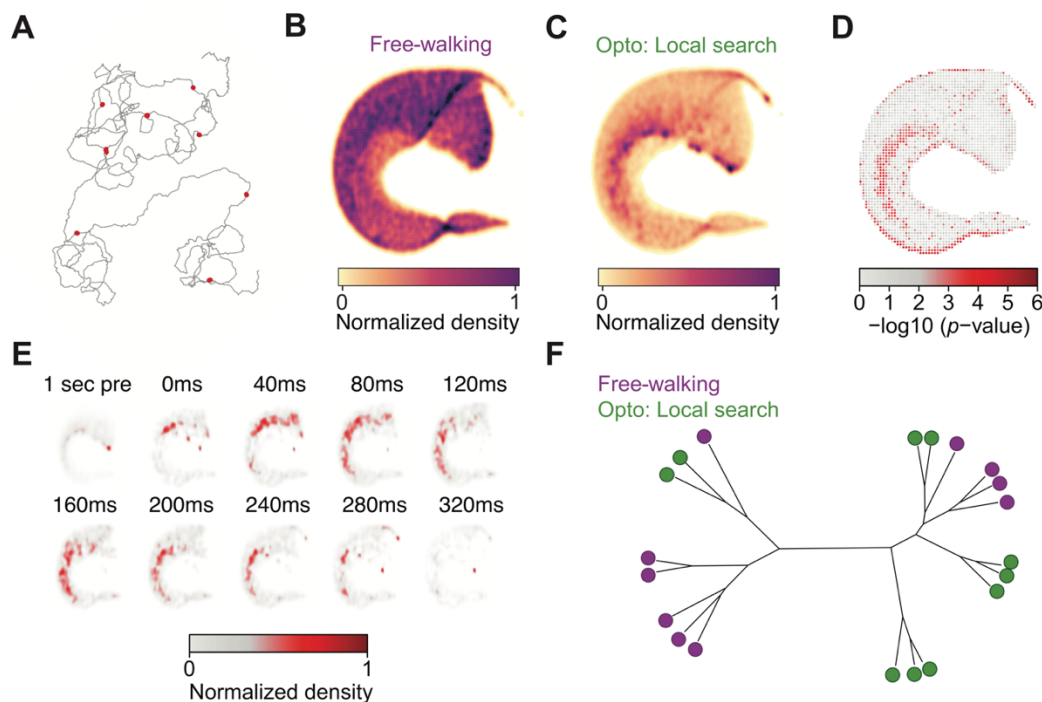 A
B
Free-walking
0
1
Normalized density
C
Opto: Local search
0
1
Normalized density
D
0 1 2 3 4 5 6
−log10 (p−value)
E
1 sec pre 0ms 40ms 80ms 120ms
160ms 200ms 240ms 280ms 320ms
0
1
Normalized density
F
Free-walking
Opto: Local search